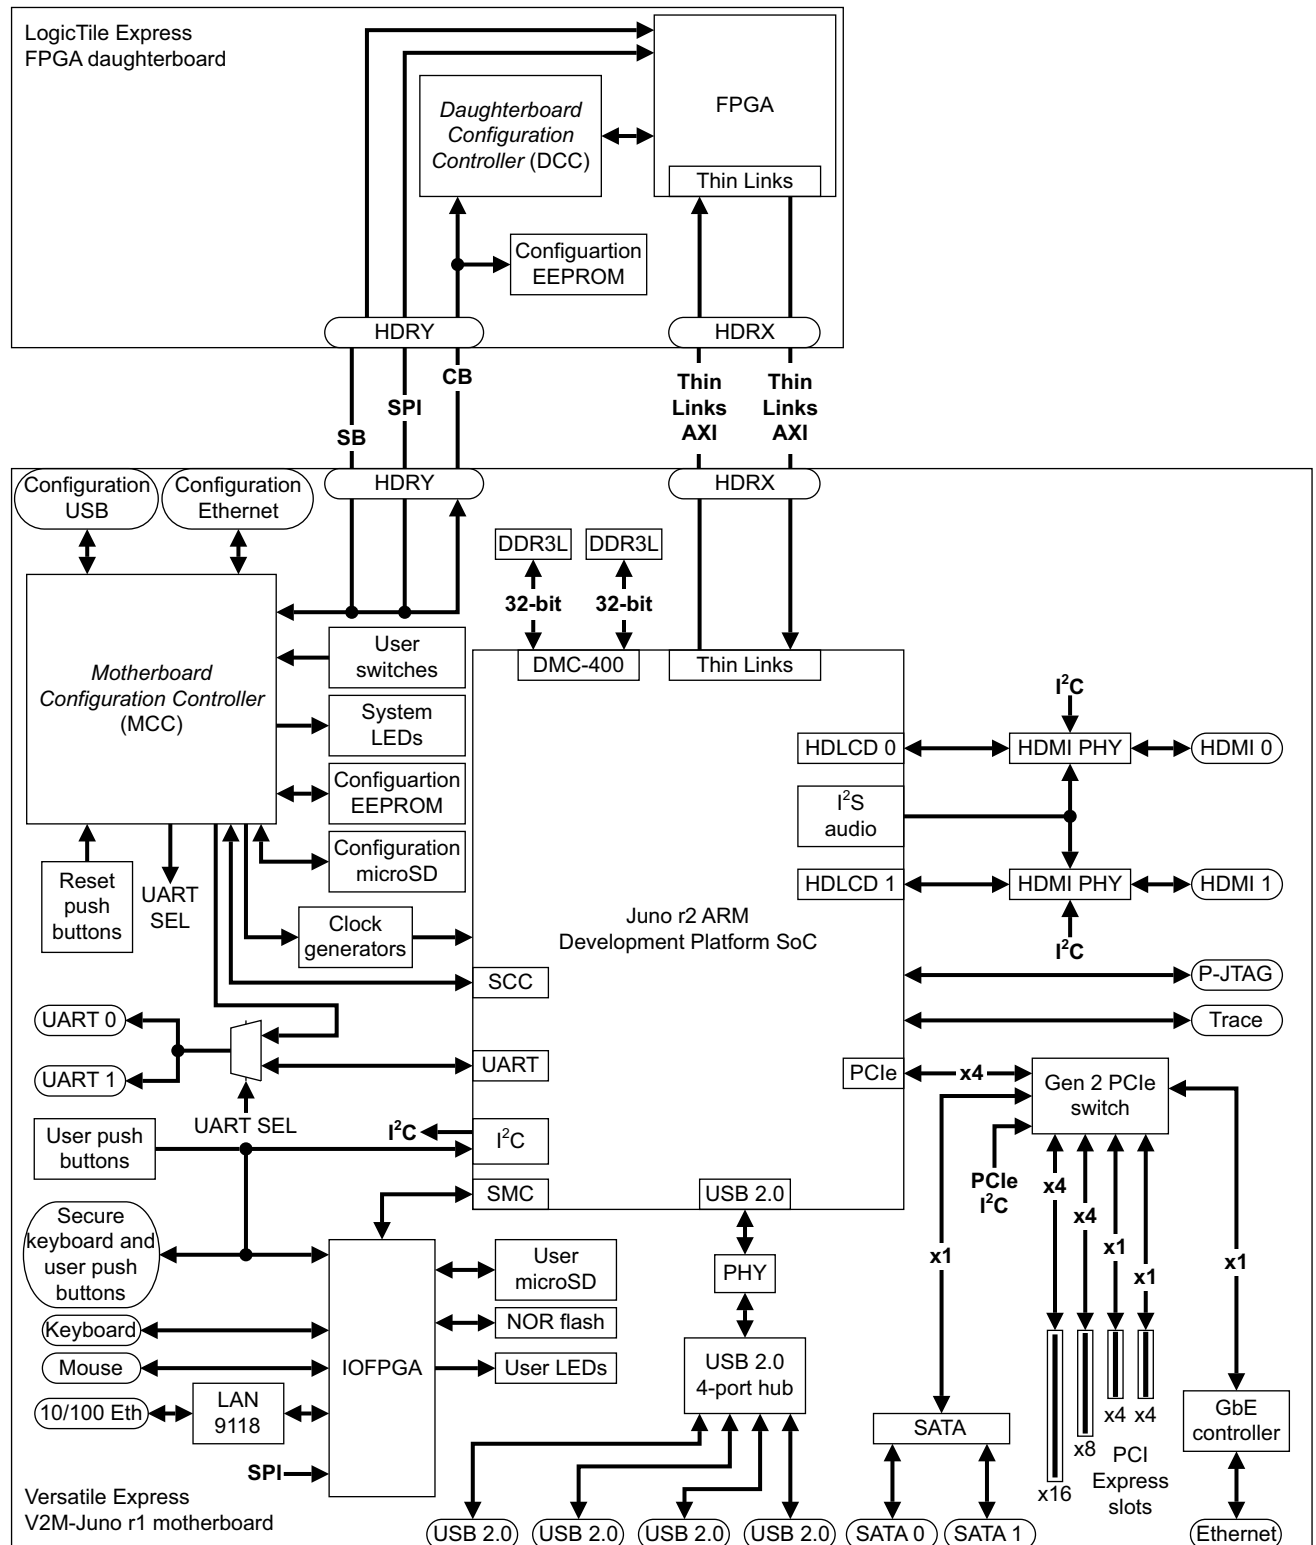 LogicTile Express
FPGA daughterboard
Daughterboard
Configuration
Controller (DCC)
FPGA
Thin Links
Configuartion
EEPROM
HDRY
HDRX
CB
SPI
SB
Thin
Links
AXI
Thin
Links
AXI
Configuration
USB
Configuration
Ethernet
HDRY
HDRX
DDR3L
DDR3L
32-bit
32-bit
User
switches
DMC-400
Thin Links
Motherboard
Configuration Controller
(MCC)
System
LEDs
I²C
HDLCD 0
HDMI PHY
HDMI 0
Configuartion
EEPROM
I²S
audio
Configuration
microSD
HDLCD 1
HDMI PHY
HDMI 1
Reset
push
buttons
UART
SEL
Clock
generators
Juno r2 ARM
Development Platform SoC
I²C
SCC
P-JTAG
UART 0
Trace
UART
UART 1
PCIe
x4
Gen 2 PCIe
switch
UART SEL
User push
buttons
I²C
I²C
PCIe
I²C
SMC
USB 2.0
x4
x4
x1
x1
x1
x1
Secure
keyboard and
user push
buttons
User
microSD
PHY
Keyboard
NOR flash
Mouse
IOFPGA
User LEDs
USB 2.0
4-port hub
10/100 Eth
LAN
9118
SATA
x4
x4
GbE
controller
x8
PCI
Express
slots
x16
SPI
Versatile Express
V2M-Juno r1 motherboard
USB 2.0
USB 2.0
USB 2.0
USB 2.0
SATA 0
SATA 1
Ethernet